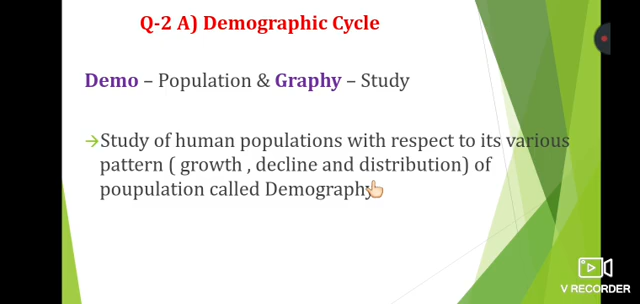 Q-2 A) Demographic Cycle
Demo – Population & Graphy – Study
→Study of human populations with respect to its various
pattern ( growth , decline and distribution) of
poupulation called Demography
V RECORDER